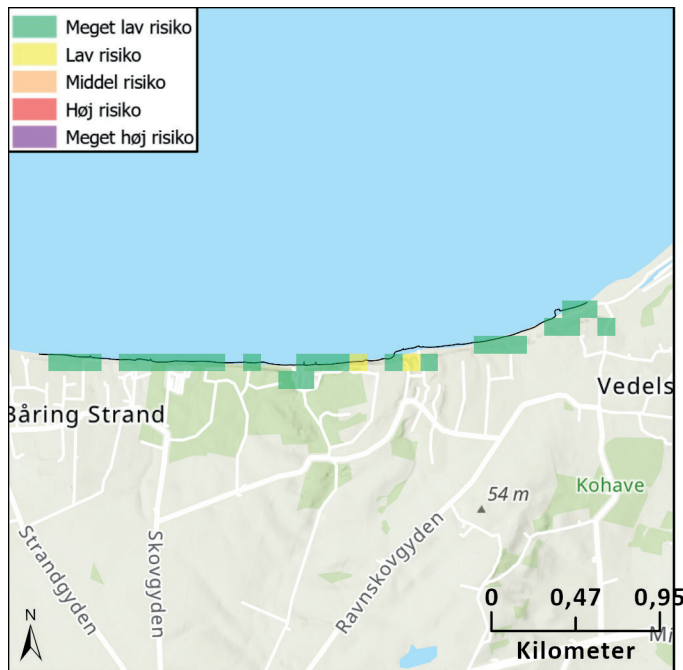 Meget lav risiko
Lav risiko
Middel risiko
Høj risiko
Meget høj risiko
Båring Strand
Vedels
Kohave
54 m
Strandgyden
Skovgyden
Ravnskovgyden
N
0 0,47 0,95
Kilometer
Mi